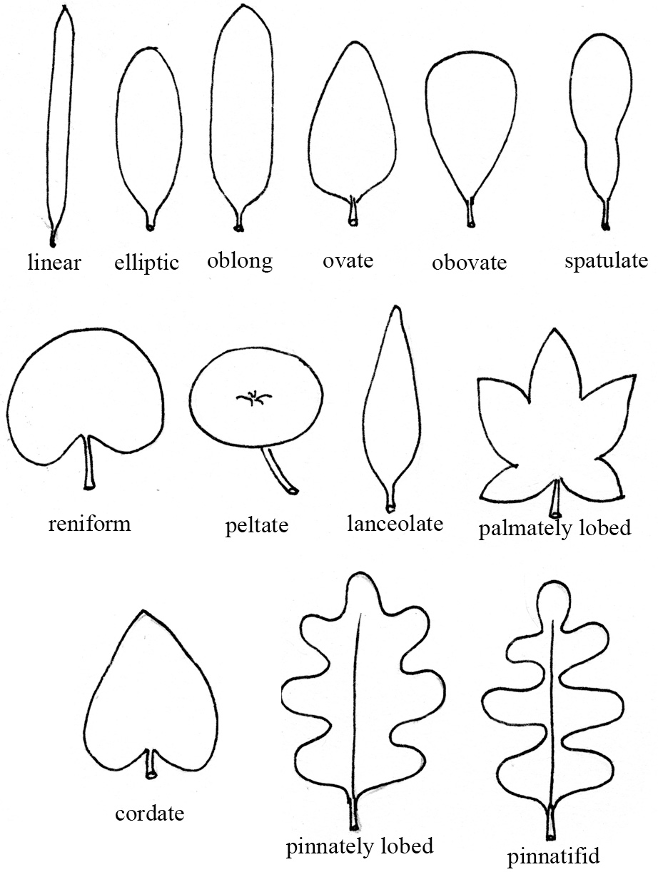 linear
elliptic
oblong
ovate
obovate
spatulate
reniform
peltate
lanceolate
palmately lobed
cordate
pinnately lobed
pinnatifid